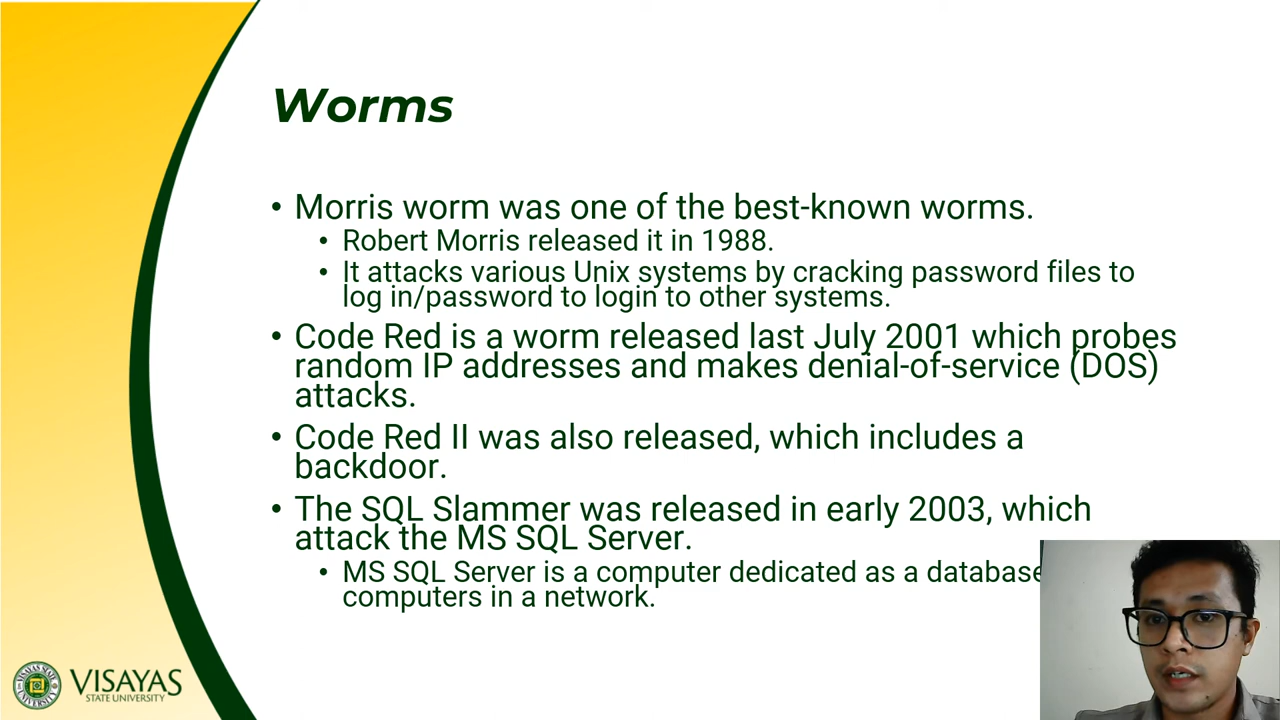 Worms
• Morris worm was one of the best-known worms.
• Robert Morris released it in 1988.
• It attacks various Unix systems by cracking password files to
log in/password to login to other systems.
• Code Red is a worm released last July 2001 which probes
random IP addresses and makes denial-of-service (DOS)
attacks.
• Code Red II was also released, which includes a
backdoor.
• The SQL Slammer was released in early 2003, which
attack the MS SQL Server.
• MS SQL Server is a computer dedicated as a database
computers in a network.
VISAYAS
STATE UNIVERSITY